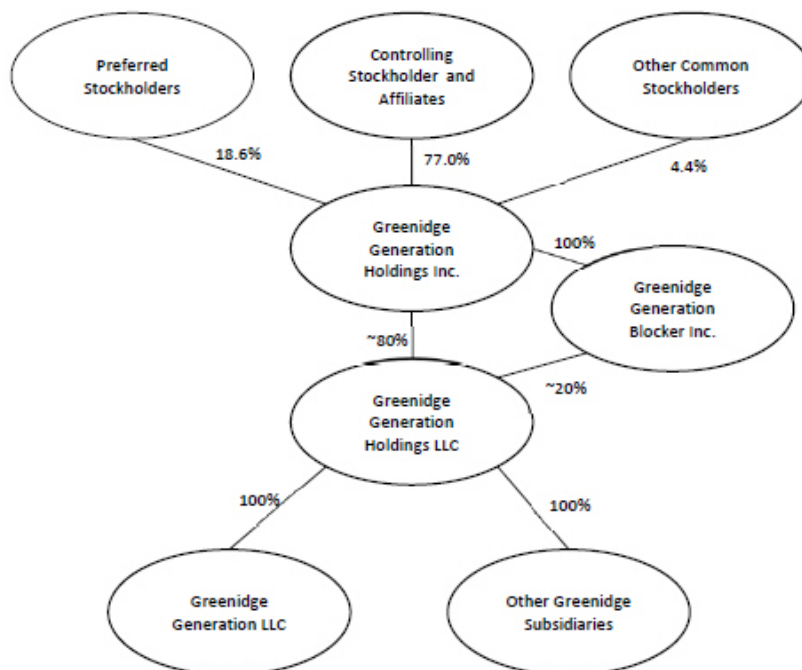 Preferred
Stockholders
Controlling
Stockholder and
Affiliates
Other Common
Stockholders
18.6%
77.0%
4.4%
Greenidge
Generation
Holdings Inc.
100%
Greenidge
Generation
Blocker Inc.
~80%
~20%
Greenidge
Generation
Holdings LLC
100%
100%
Greenidge
Generation LLC
Other Greenidge
Subsidiaries